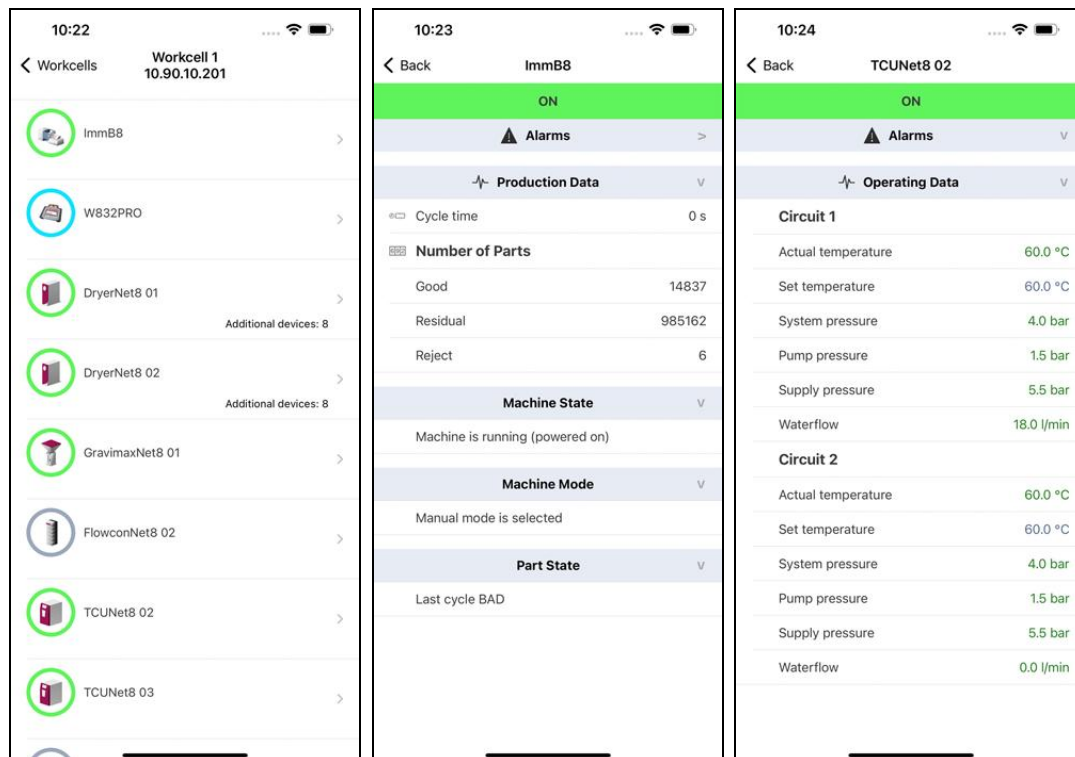 10:22
Workcells
Workcell 1
10.90.10.201
ImmB8
W832PRO
DryerNet8 01
Additional devices: 8
DryerNet8 02
Additional devices: 8
GravimaxNet8 01
FlowconNet8 02
TCUNet8 02
TCUNet8 03
10:23
Back ImmB8
ON
Alarms >
Production Data v
Cycle time 0 s
Number of Parts
Good 14837
Residual 985162
Reject 6
Machine State v
Machine is running (powered on)
Machine Mode v
Manual mode is selected
Part State v
Last cycle BAD
10:24
Back TCUNet8 02
ON
Alarms v
Operating Data v
Circuit 1
Actual temperature 60.0 °C
Set temperature 60.0 °C
System pressure 4.0 bar
Pump pressure 1.5 bar
Supply pressure 5.5 bar
Waterflow 18.0 l/min
Circuit 2
Actual temperature 60.0 °C
Set temperature 60.0 °C
System pressure 4.0 bar
Pump pressure 1.5 bar
Supply pressure 5.5 bar
Waterflow 0.0 l/min